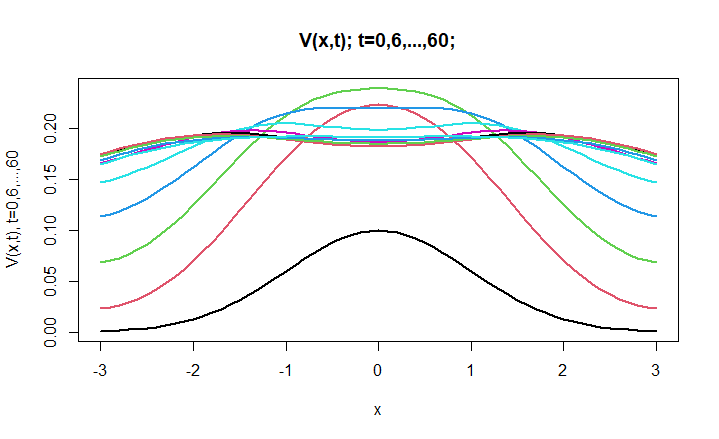 V(x,t); t=0,6,...,60;
V(x,t), t=0,6,...,60
0.20
0.15
0.10
0.05
0.00
-3 -2 -1 0 1 2 3
x